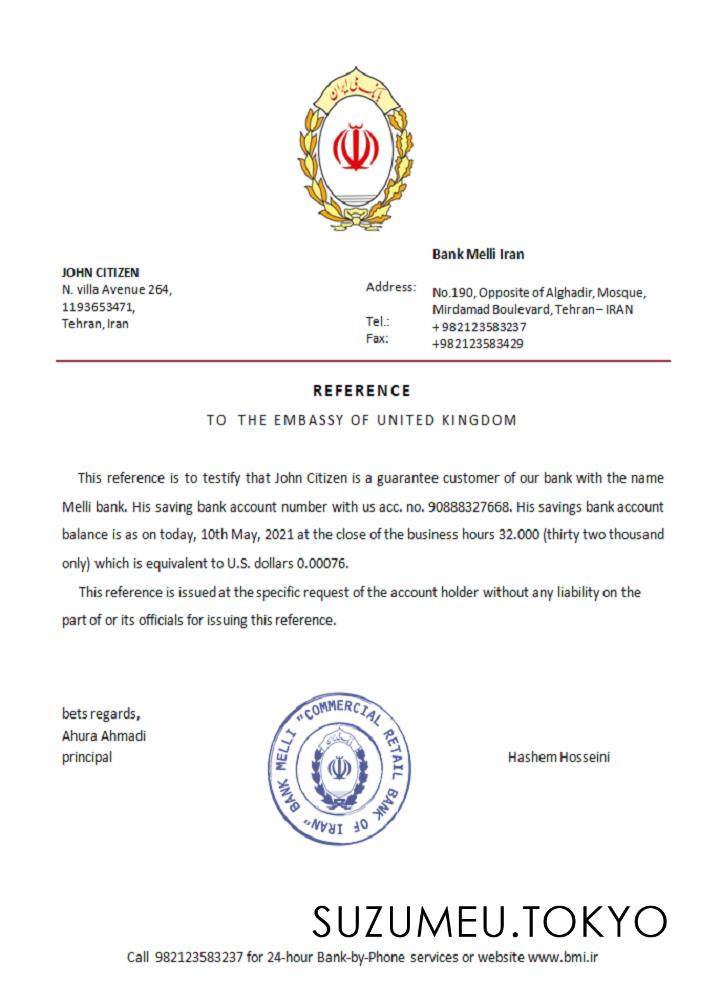 بانک ملی ایران
Bank Melli Iran
JOHN CITIZEN
N. villa Avenue 264,
1193653471,
Tehran, Iran
Address: No.190, Opposite of Alghadir, Mosque,
Mirdamad Boulevard, Tehran – IRAN
Tel.: +982123583237
Fax: +982123583429
REFERENCE
TO THE EMBASSY OF UNITED KINGDOM
This reference is to testify that John Citizen is a guarantee customer of our bank with the name
Melli bank. His saving bank account number with us acc. no. 90888327668. His savings bank account
balance is as on today, 10th May, 2021 at the close of the business hours 32.000 (thirty two thousand
only) which is equivalent to U.S. dollars 0.00076.
This reference is issued at the specific request of the account holder without any liability on the
part of or its officials for issuing this reference.
bets regards,
Ahura Ahmadi
principal
BANK MELLI "COMMERCIAL RETAIL BANK OF IRAN"
Hashem Hosseini
SUZUMEU.TOKYO
Call 982123583237 for 24-hour Bank-by-Phone services or website www.bmi.ir